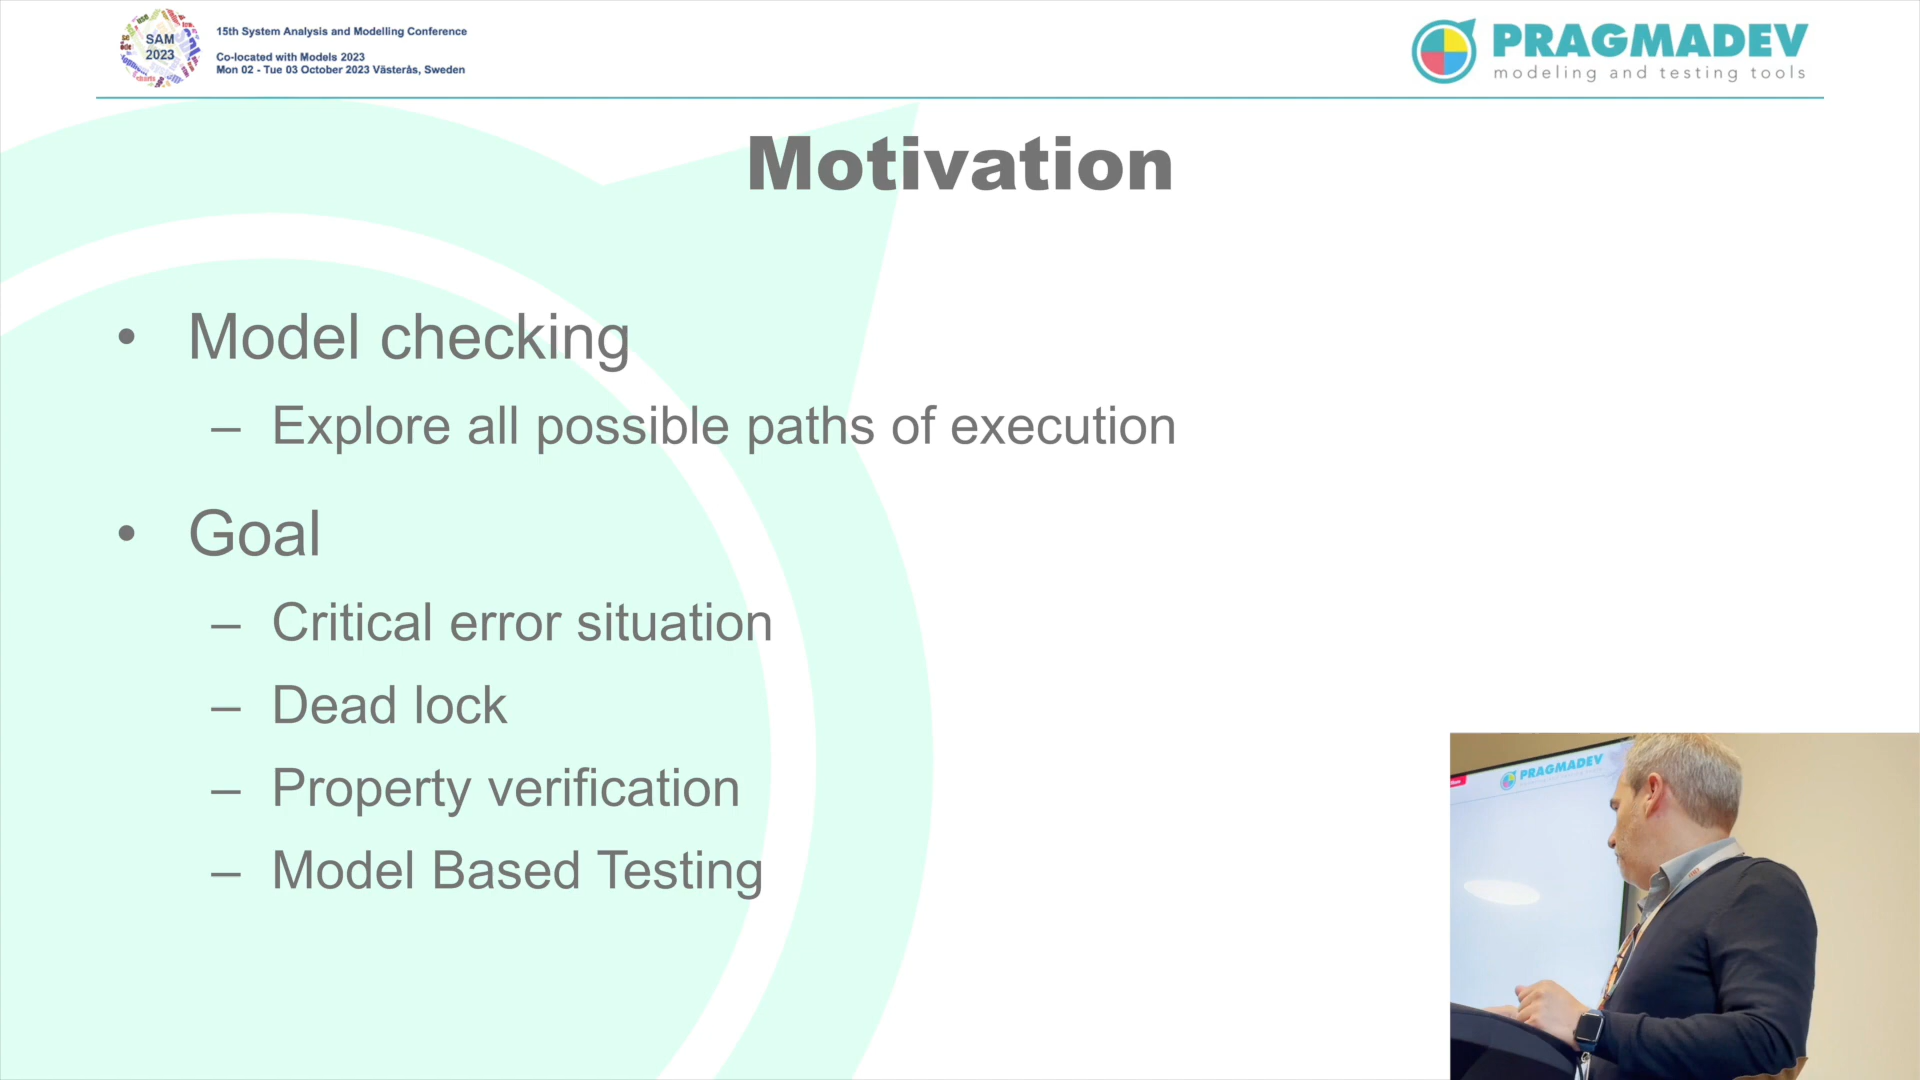 SAM
2023
15th System Analysis and Modelling Conference
Co-located with Models 2023
Mon 02 - Tue 03 October 2023 Västerås, Sweden
PRAGMADEV
modeling and testing tools
Motivation
• Model checking
– Explore all possible paths of execution
• Goal
– Critical error situation
– Dead lock
– Property verification
– Model Based Testing
PRAGMADEV